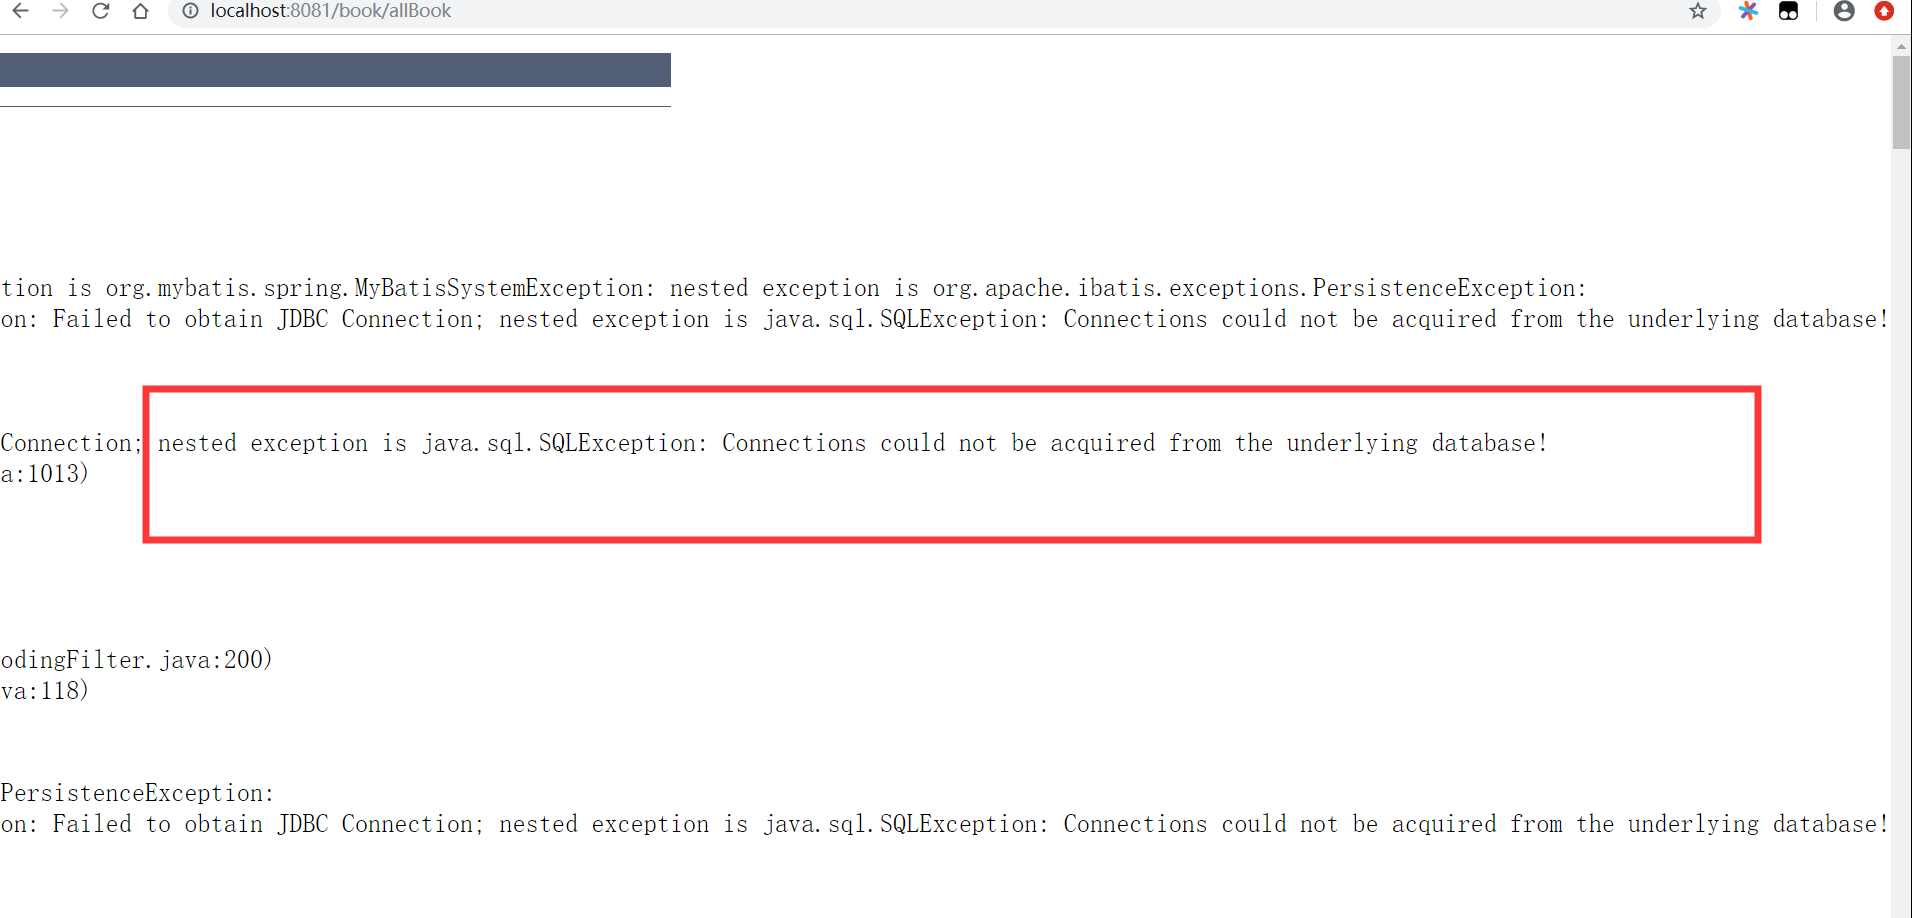 localhost:8081/book/allBook
tion is org.mybatis.spring.MyBatisSystemException: nested exception is org.apache.ibatis.exceptions.PersistenceException:
on: Failed to obtain JDBC Connection; nested exception is java.sql.SQLException: Connections could not be acquired from the underlying database!
Connection; nested exception is java.sql.SQLException: Connections could not be acquired from the underlying database!
a:1013)
odingFilter.java:200)
va:118)
PersistenceException:
on: Failed to obtain JDBC Connection; nested exception is java.sql.SQLException: Connections could not be acquired from the underlying database!